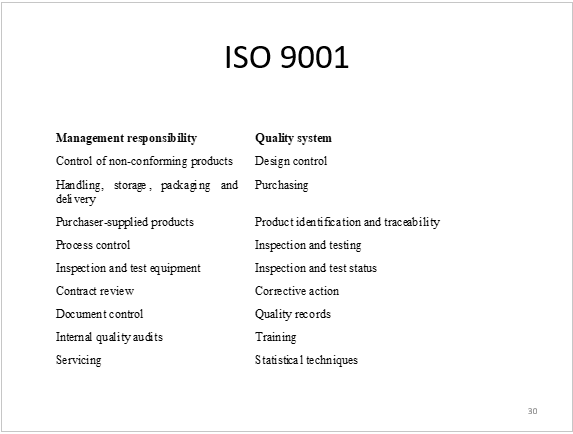 ISO 9001
Management responsibility Quality system
Control of non-conforming products Design control
Handling, storage, packaging and Purchasing
delivery
Purchaser-supplied products Product identification and traceability
Process control Inspection and testing
Inspection and test equipment Inspection and test status
Contract review Corrective action
Document control Quality records
Internal quality audits Training
Servicing Statistical techniques
30